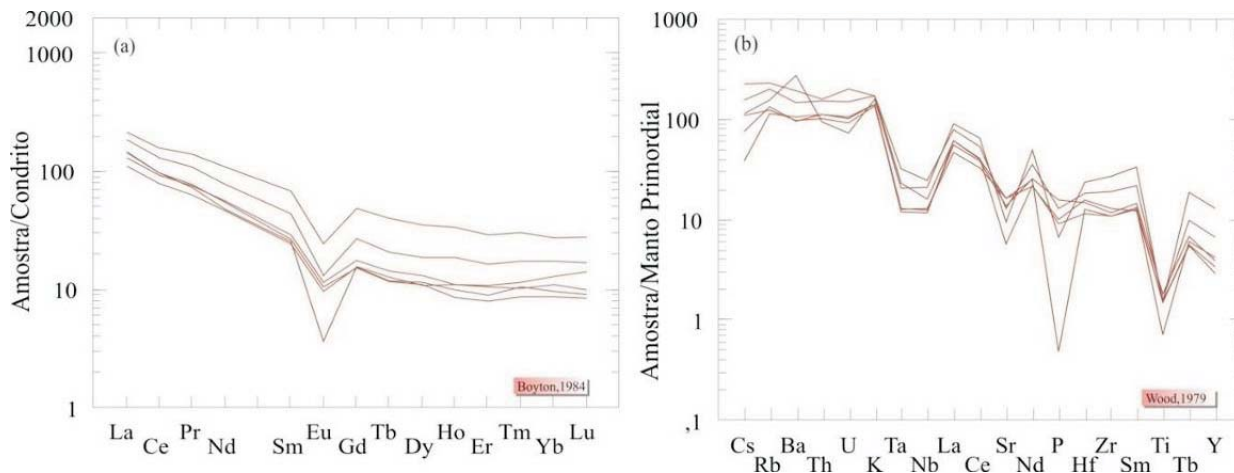 (a)
Amostra/Condrito
2000
1000
100
10
1
La Ce Pr Nd Sm Eu Gd Tb Dy Ho Er Tm Yb Lu
Boyton,1984
(b)
Amostra/Manto Primordial
1000
100
10
1
,1
Cs Rb Ba Th U K Ta Nb La Ce Sr Nd P Hf Zr Sm Ti Tb Y
Wood,1979